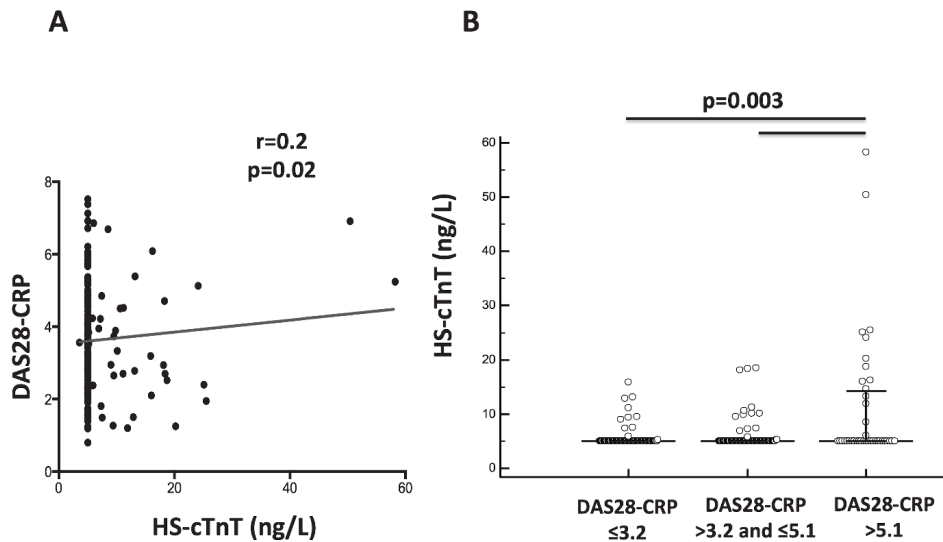 A
B
r=0.2
p=0.02
8
6
4
2
0
0
20
40
60
DAS28-CRP
HS-cTnT (ng/L)
p=0.003
60
50
40
30
20
10
0
HS-cTnT (ng/L)
DAS28-CRP
≤3.2
DAS28-CRP
>3.2 and ≤5.1
DAS28-CRP
>5.1